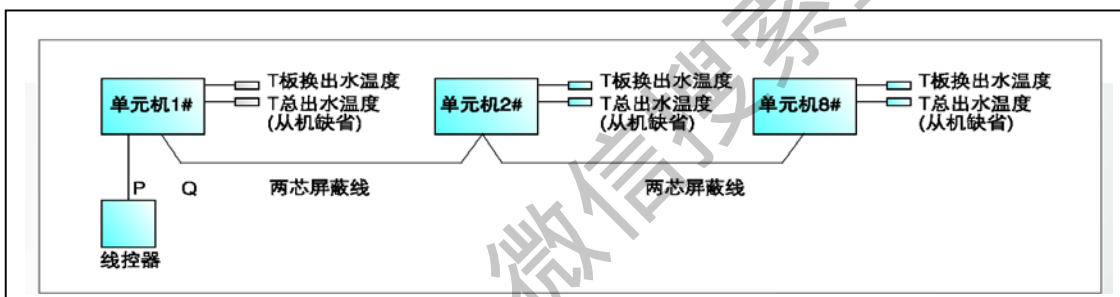 单元机1#
T板换出水温度
T总出水温度
(从机缺省)
单元机2#
T板换出水温度
T总出水温度
(从机缺省)
单元机8#
T板换出水温度
T总出水温度
(从机缺省)
P Q
两芯屏蔽线
两芯屏蔽线
线控器
微信搜索